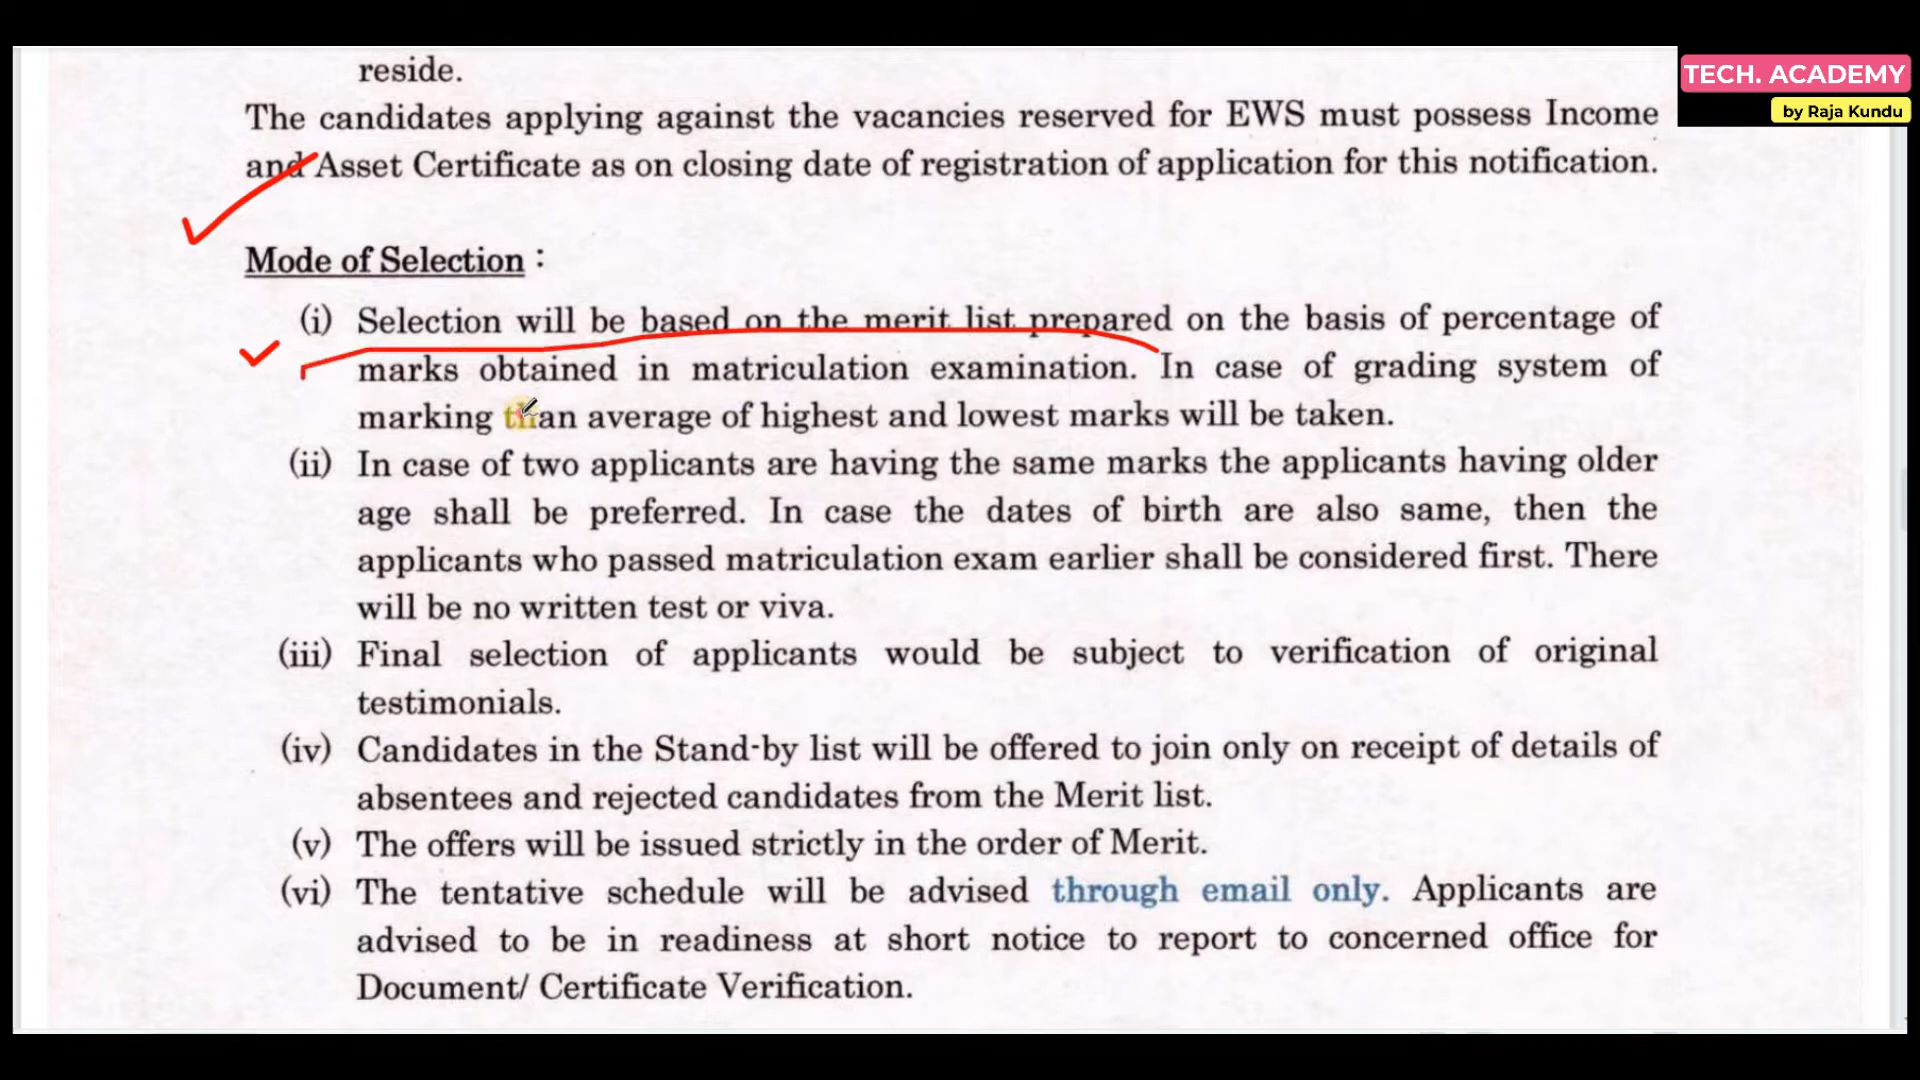 TECH. ACADEMY
by Raja Kundu
reside.
The candidates applying against the vacancies reserved for EWS must possess Income
and Asset Certificate as on closing date of registration of application for this notification.
Mode of Selection :
(i) Selection will be based on the merit list prepared on the basis of percentage of
marks obtained in matriculation examination. In case of grading system of
marking than average of highest and lowest marks will be taken.
(ii) In case of two applicants are having the same marks the applicants having older
age shall be preferred. In case the dates of birth are also same, then the
applicants who passed matriculation exam earlier shall be considered first. There
will be no written test or viva.
(iii) Final selection of applicants would be subject to verification of original
testimonials.
(iv) Candidates in the Stand-by list will be offered to join only on receipt of details of
absentees and rejected candidates from the Merit list.
(v) The offers will be issued strictly in the order of Merit.
(vi) The tentative schedule will be advised through email only. Applicants are
advised to be in readiness at short notice to report to concerned office for
Document/ Certificate Verification.